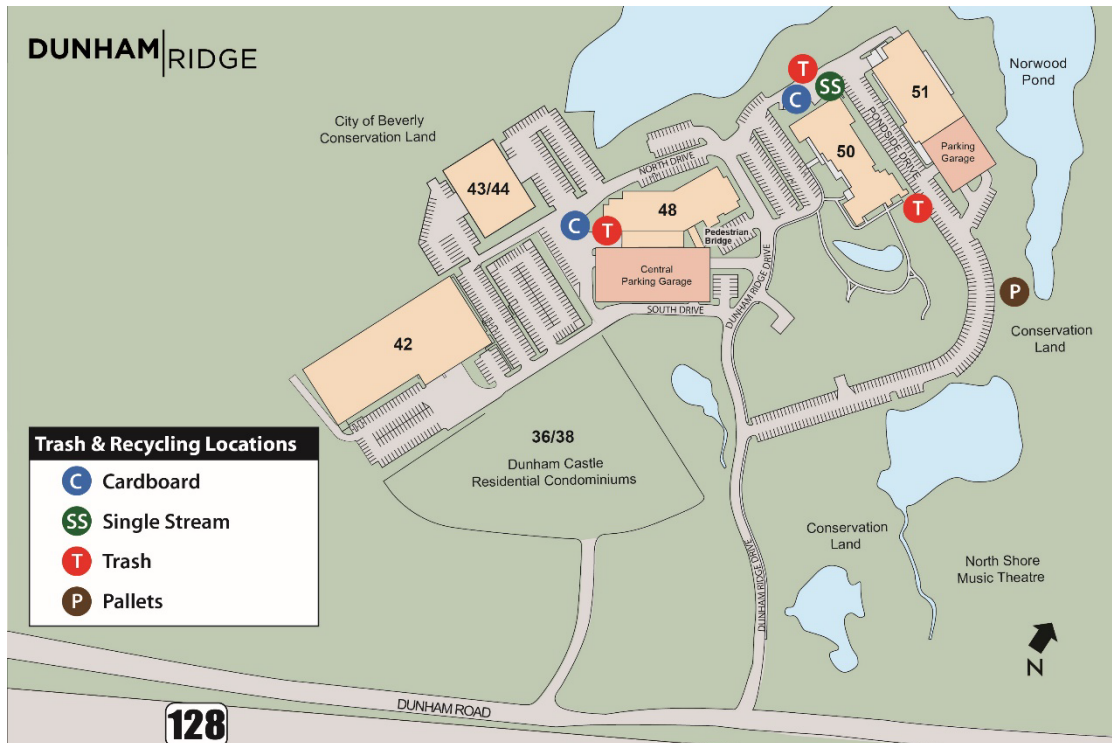 DUNHAM RIDGE
City of Beverly
Conservation Land
Norwood
Pond
T
C
SS
51
50
PONDSIDE DRIVE
Parking
Garage
43/44
NORTH DRIVE
48
C
T
T
Pedestrian
Bridge
Central
Parking Garage
SOUTH DRIVE
DUNHAM RIDGE DRIVE
P
Conservation
Land
42
36/38
Dunham Castle
Residential Condominiums
Trash & Recycling Locations
C Cardboard
SS Single Stream
T Trash
P Pallets
Conservation
Land
DUNHAM RIDGE DRIVE
North Shore
Music Theatre
N
DUNHAM ROAD
128